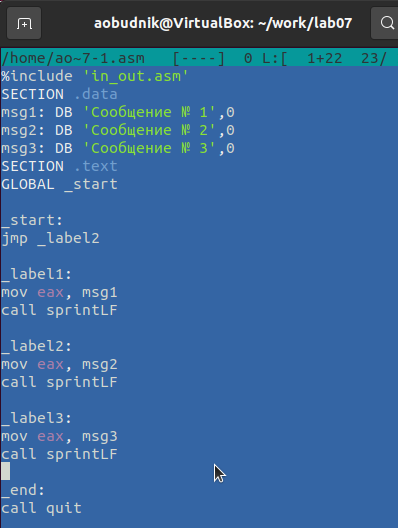 aobudnik@VirtualBox: ~/work/lab07
/home/ao~7-1.asm [----] 0 L:[ 1+22 23/
%include 'in_out.asm'
SECTION .data
msg1: DB 'Сообщение № 1',0
msg2: DB 'Сообщение № 2',0
msg3: DB 'Сообщение № 3',0
SECTION .text
GLOBAL _start
_start:
jmp _label2
_label1:
mov eax, msg1
call sprintLF
_label2:
mov eax, msg2
call sprintLF
_label3:
mov eax, msg3
call sprintLF
_end:
call quit